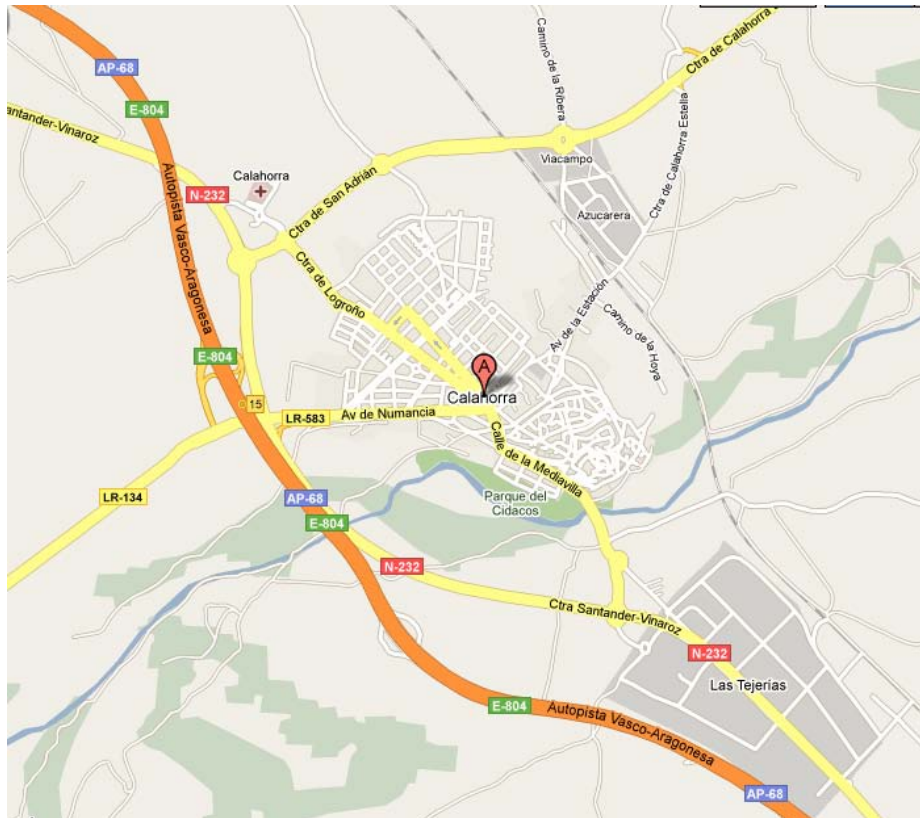 Ctra de Calahorra
Camino de la Ribera
AP-68
E-804
Santander-Vinaroz
Viacampo
Ctra de Calahorra Estella
Autopista Vasco-Aragonesa
Calahorra
N-232
Ctra de San Adrián
Azucarera
Ctra de Logroño
Av de la Estación
Camino de la Hoya
E-804
A
Calahorra
15
LR-583
Av de Numancia
Calle de la Mediavilla
LR-134
AP-68
Parque del
Cidacos
E-804
N-232
Ctra Santander-Vinaroz
N-232
Las Tejerías
E-804
Autopista Vasco-Aragonesa
AP-68